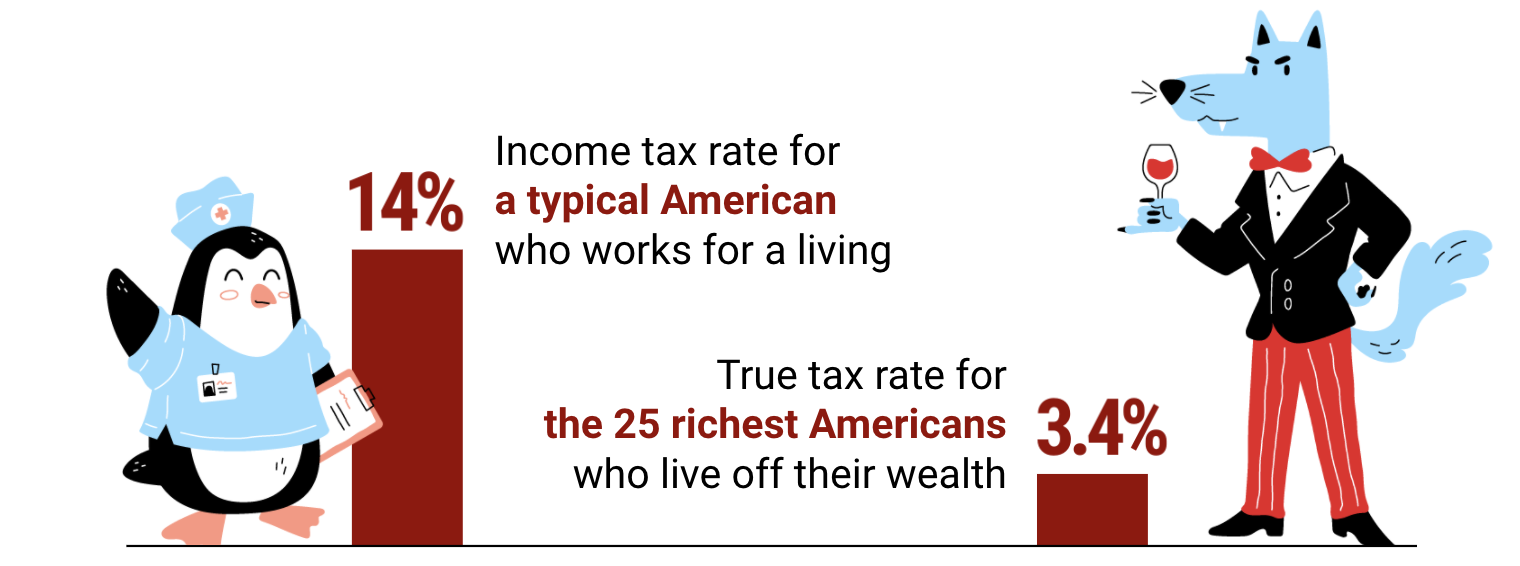 14%
Income tax rate for
a typical American
who works for a living
True tax rate for
the 25 richest Americans
who live off their wealth
3.4%